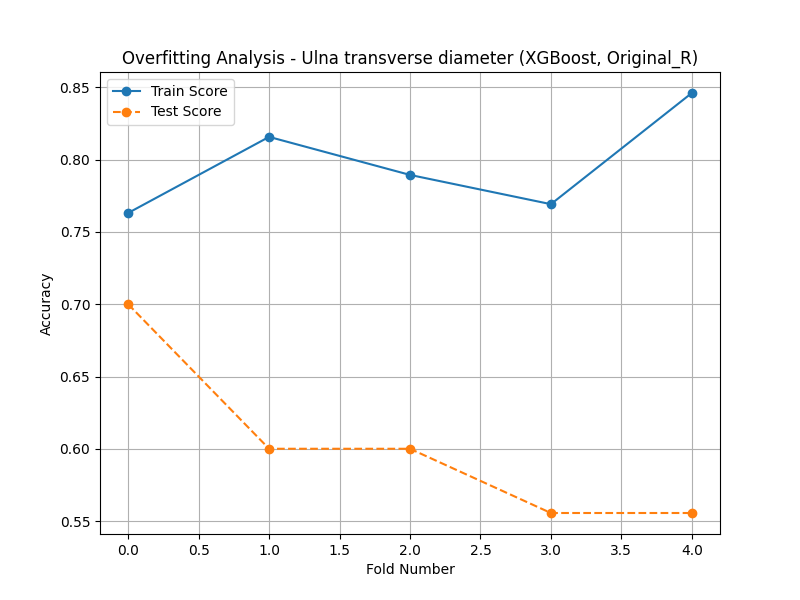 Overfitting Analysis - Ulna transverse diameter (XGBoost, Original_R)
Train Score
Test Score
Accuracy
0.85
0.80
0.75
0.70
0.65
0.60
0.55
0.0 0.5 1.0 1.5 2.0 2.5 3.0 3.5 4.0
Fold Number